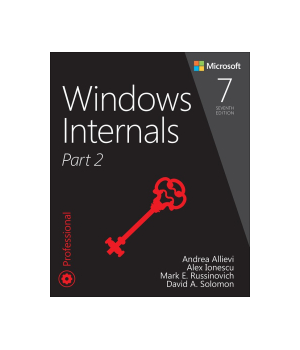 Microsoft
Windows
Internals
Part 2
7
SEVENTH
EDITION
Professional
Andrea Allievi
Alex Ionescu
Mark E. Russinovich
David A. Solomon